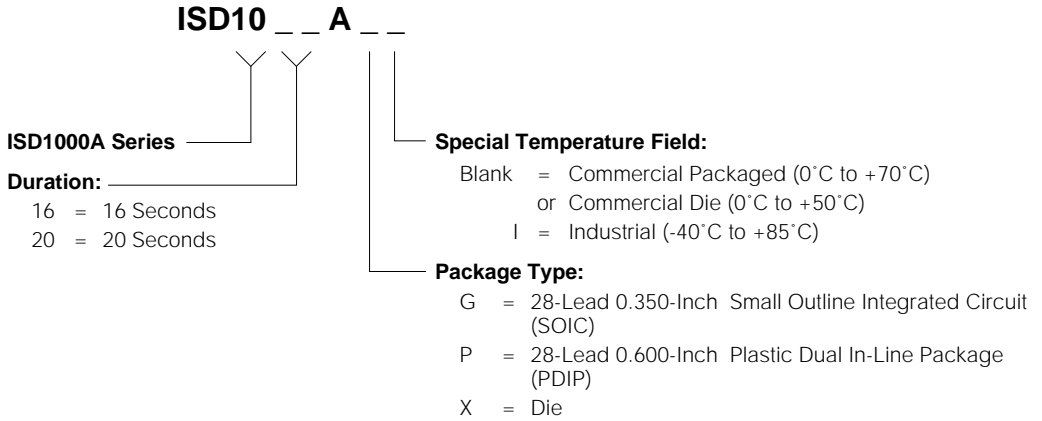 ISD10 _ _ A _ _
ISD1000A Series
Duration:
16 = 16 Seconds
20 = 20 Seconds
Special Temperature Field:
Blank = Commercial Packaged (0˚C to +70˚C)
or Commercial Die (0˚C to +50˚C)
I = Industrial (-40˚C to +85˚C)
Package Type:
G = 28-Lead 0.350-Inch Small Outline Integrated Circuit
(SOIC)
P = 28-Lead 0.600-Inch Plastic Dual In-Line Package
(PDIP)
X = Die